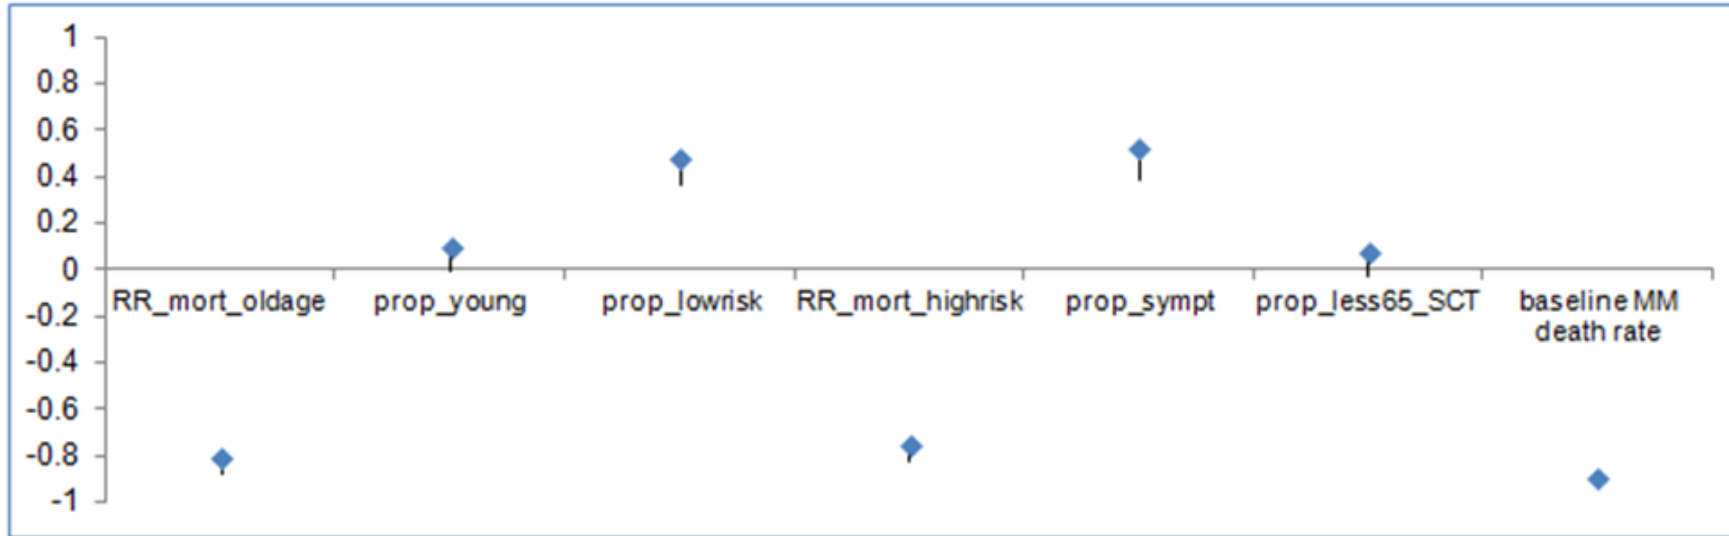 1
0.8
0.6
0.4
0.2
0
-0.2
-0.4
-0.6
-0.8
-1
RR_mort_oldage
prop_young
prop_lowrisk
RR_mort_highrisk
prop_sympt
prop_less65_SCT
baseline MM
death rate